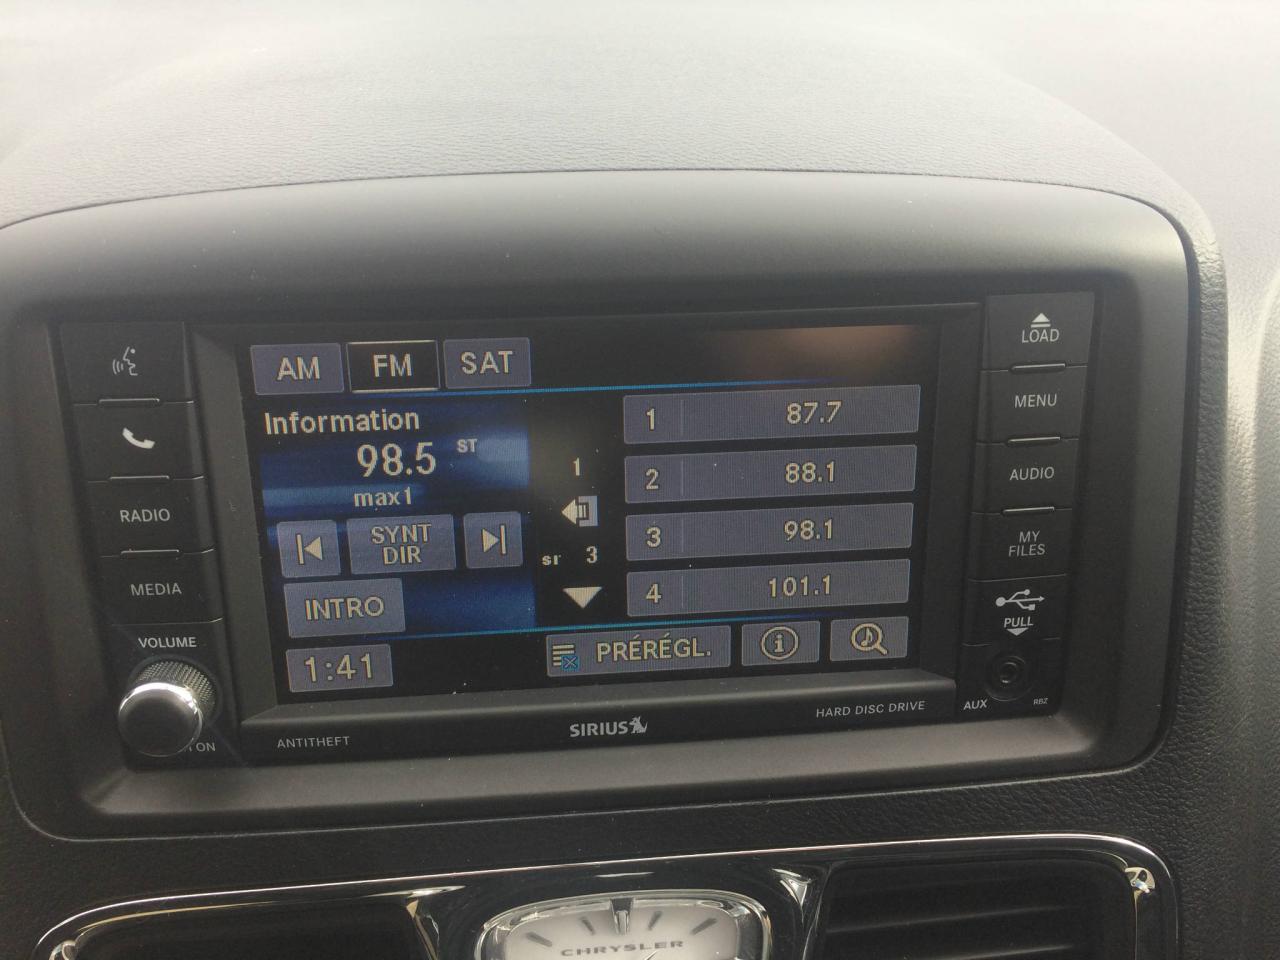 AM FM SAT
Information
98.5 ST
max1
SYNT
DIR
INTRO
1:41
1
sr 3
1 87.7
2 88.1
3 98.1
4 101.1
PRÉRÉGL.
RADIO
MEDIA
VOLUME
ON
LOAD
MENU
AUDIO
MY
FILES
PULL
AUX RBZ
ANTITHEFT
SIRIUS
HARD DISC DRIVE
CHRYSLER